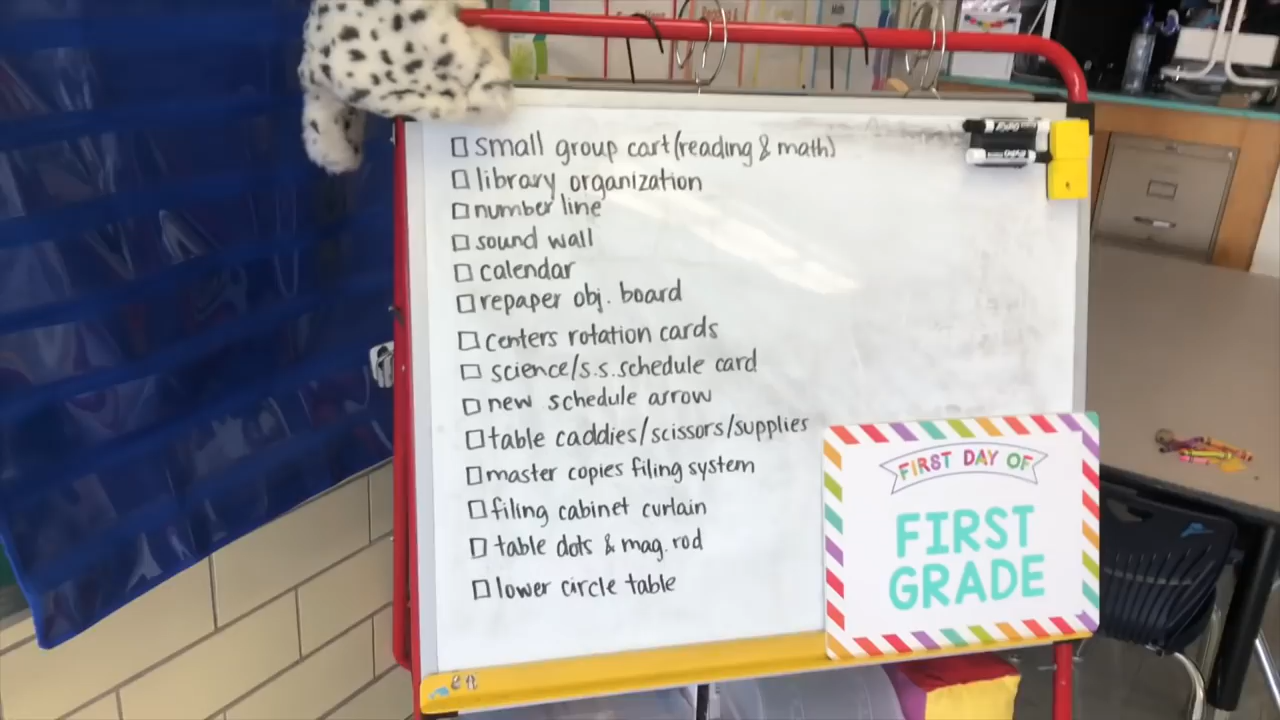 ☐ small group cart (reading & math)
☐ library organization
☐ number line
☐ sound wall
☐ calendar
☐ repaper obj. board
☐ centers rotation cards
☐ science/s.s. schedule card
☐ new schedule arrow
☐ table caddies/scissors/supplies
☐ master copies filing system
☐ filing cabinet curlain
☐ table dots & mag. rod
☐ lower circle table
FIRST DAY OF
FIRST
GRADE